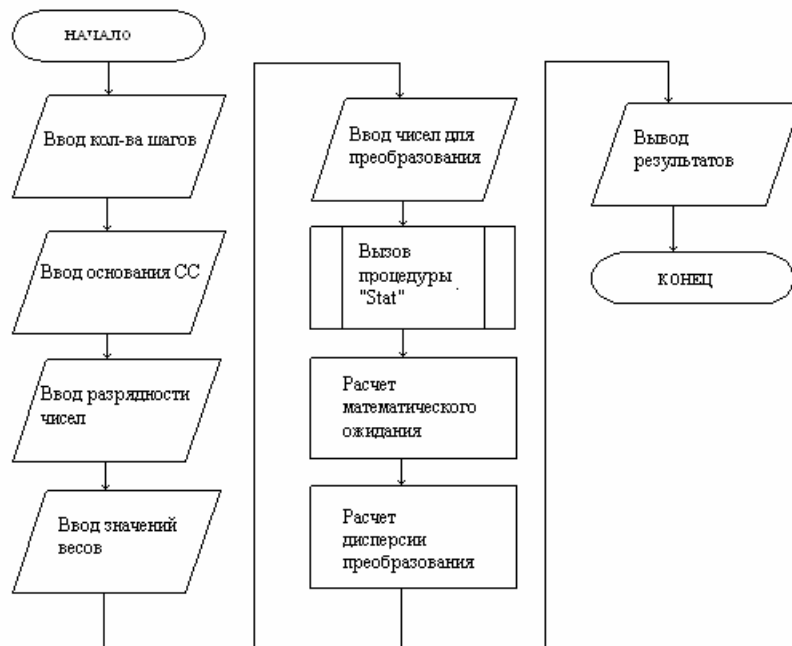 НАЧАЛО
Ввод кол-ва шагов
Ввод основания СС
Ввод разрядности
чисел
Ввод значений
весов
Ввод чисел для
преобразования
Вызов
процедуры
"Stat"
Расчет
математического
ожидания
Расчет
дисперсии
преобразования
Вывод
результатов
КОНЕЦ